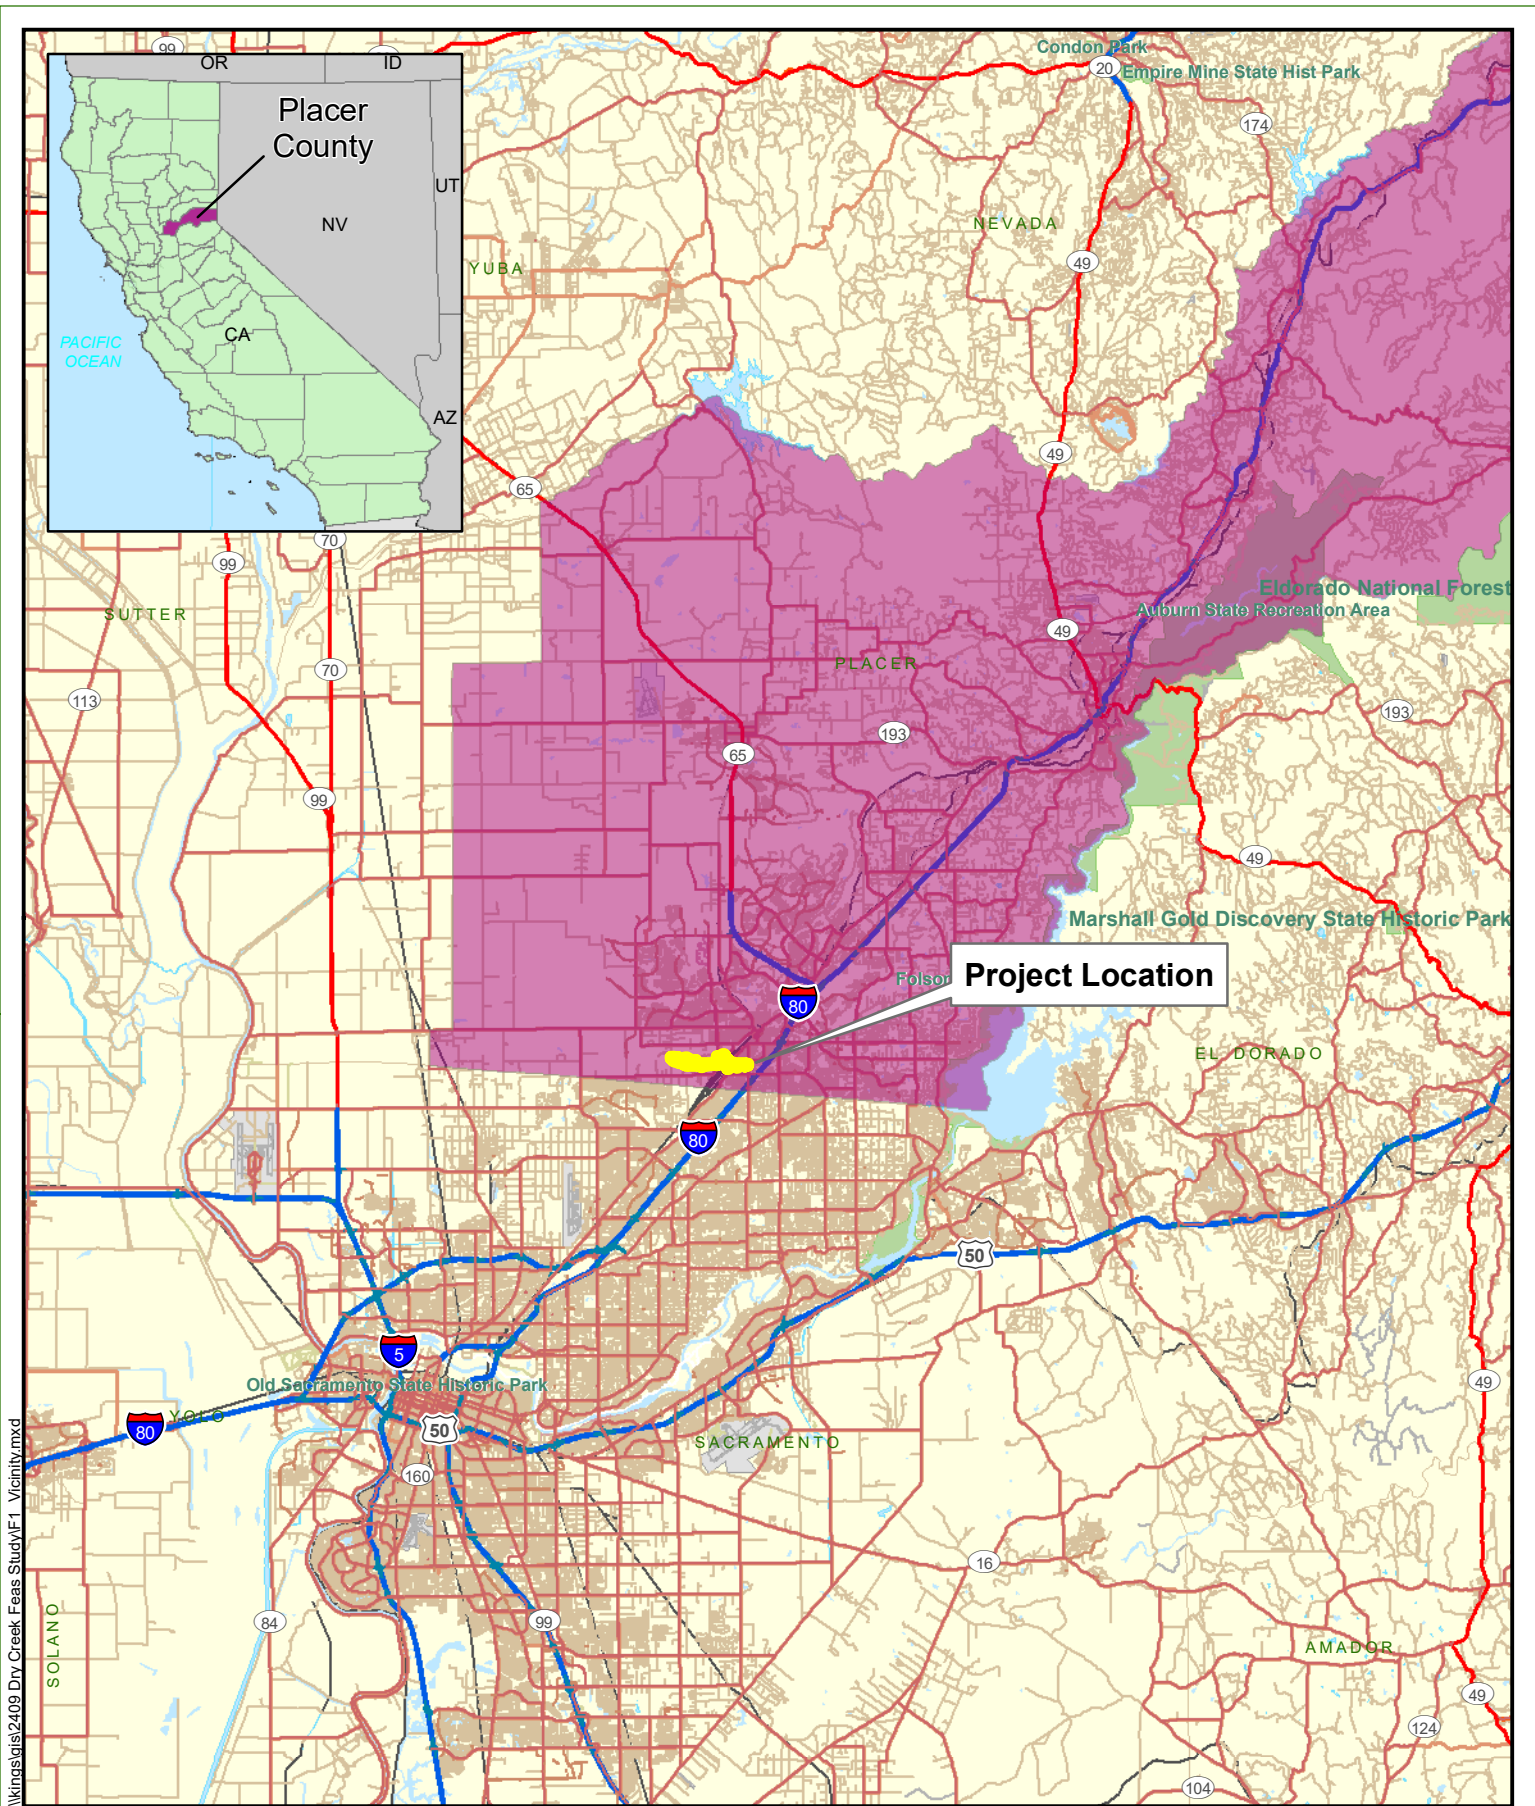 99
OR
ID
Placer
County
UT
NV
CA
PACIFIC
OCEAN
AZ
Condon Park
20
Empire Mine State Hist Park
174
NEVADA
49
YUBA
49
65
70
99
SUTTER
Eldorado National Forest
Auburn State Recreation Area
49
PLACER
70
113
193
193
65
99
49
Marshall Gold Discovery State Historic Park
Project Location
Folso
80
EL DORADO
80
50
5
Old Sacramento State Historic Park
49
YOLO
80
50
SACRAMENTO
160
16
84
99
SOLANO
AMADOR
49
124
104
\\kings\gis\2409 Dry Creek Feas Study\F1_Vicinity.mxd